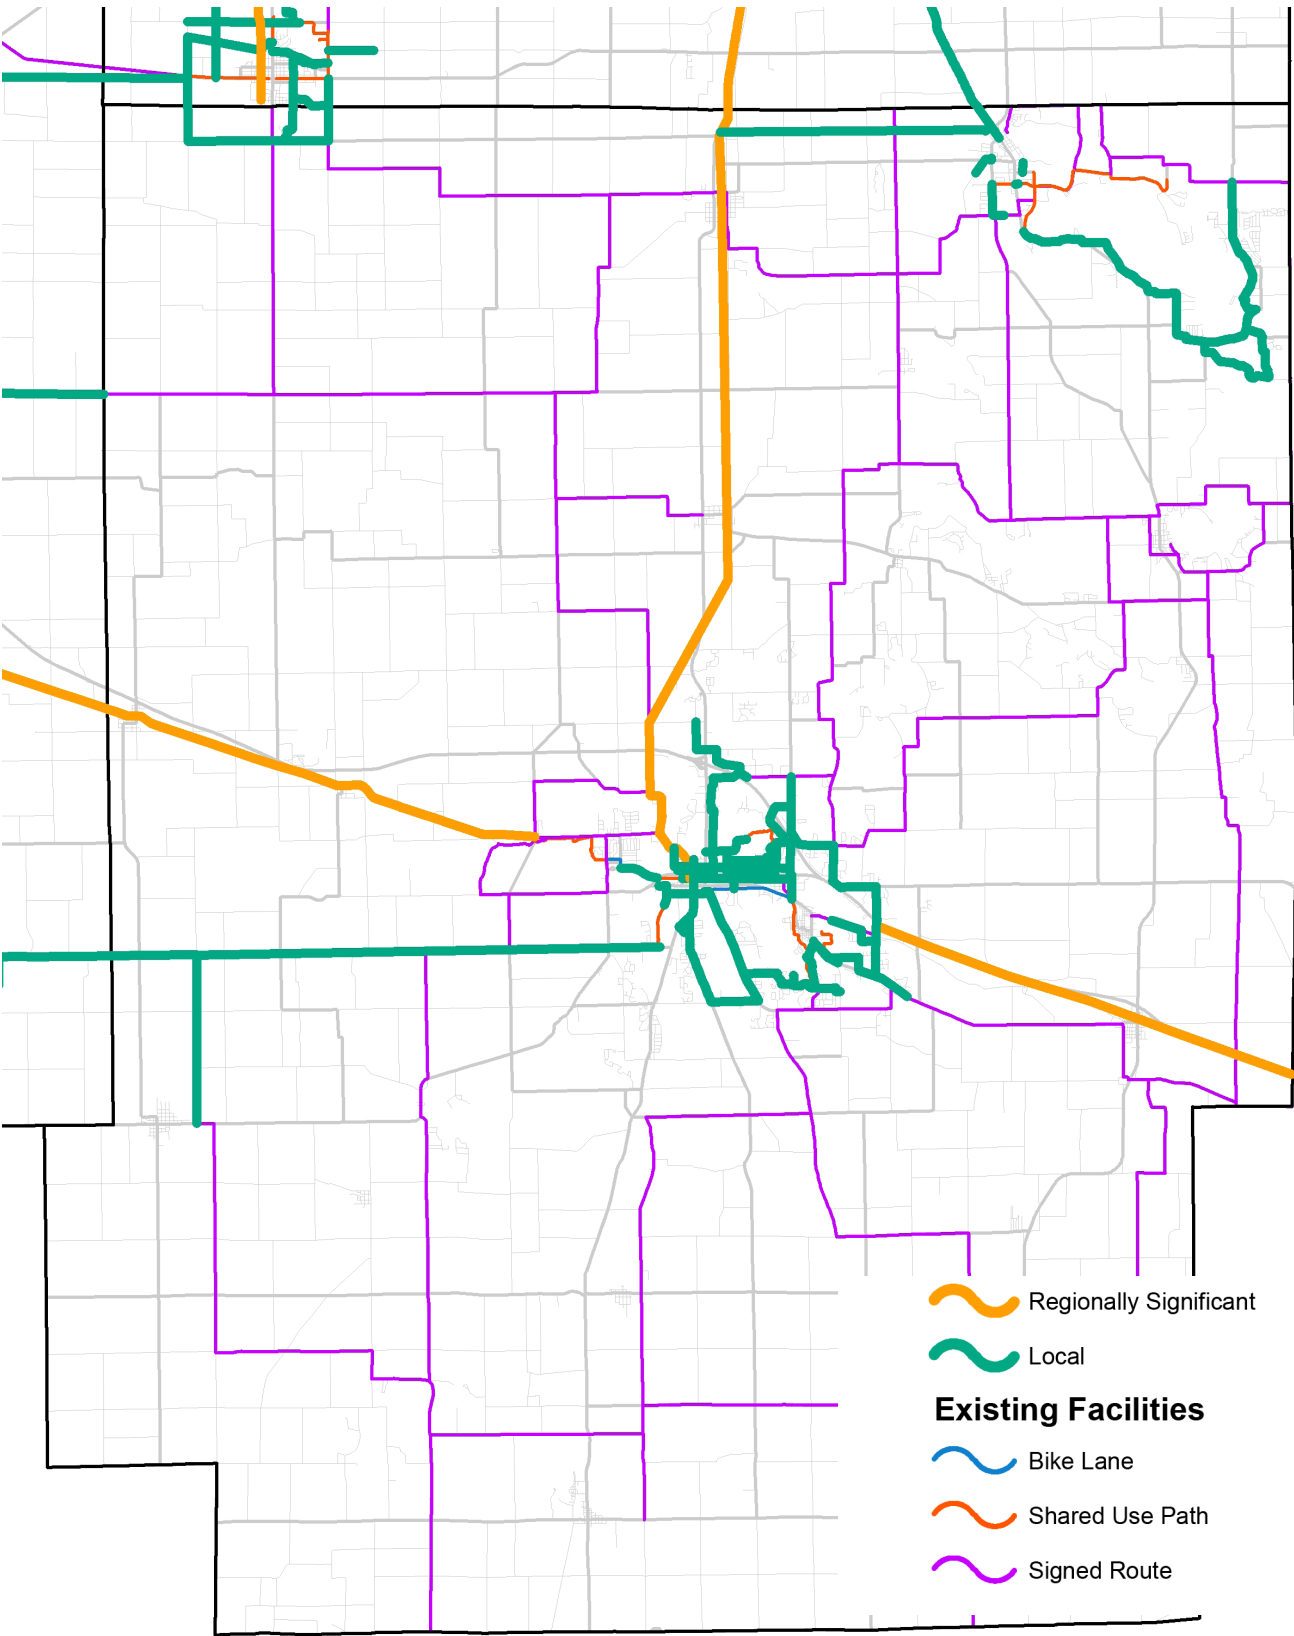 Regionally Significant
Local
Existing Facilities
Bike Lane
Shared Use Path
Signed Route